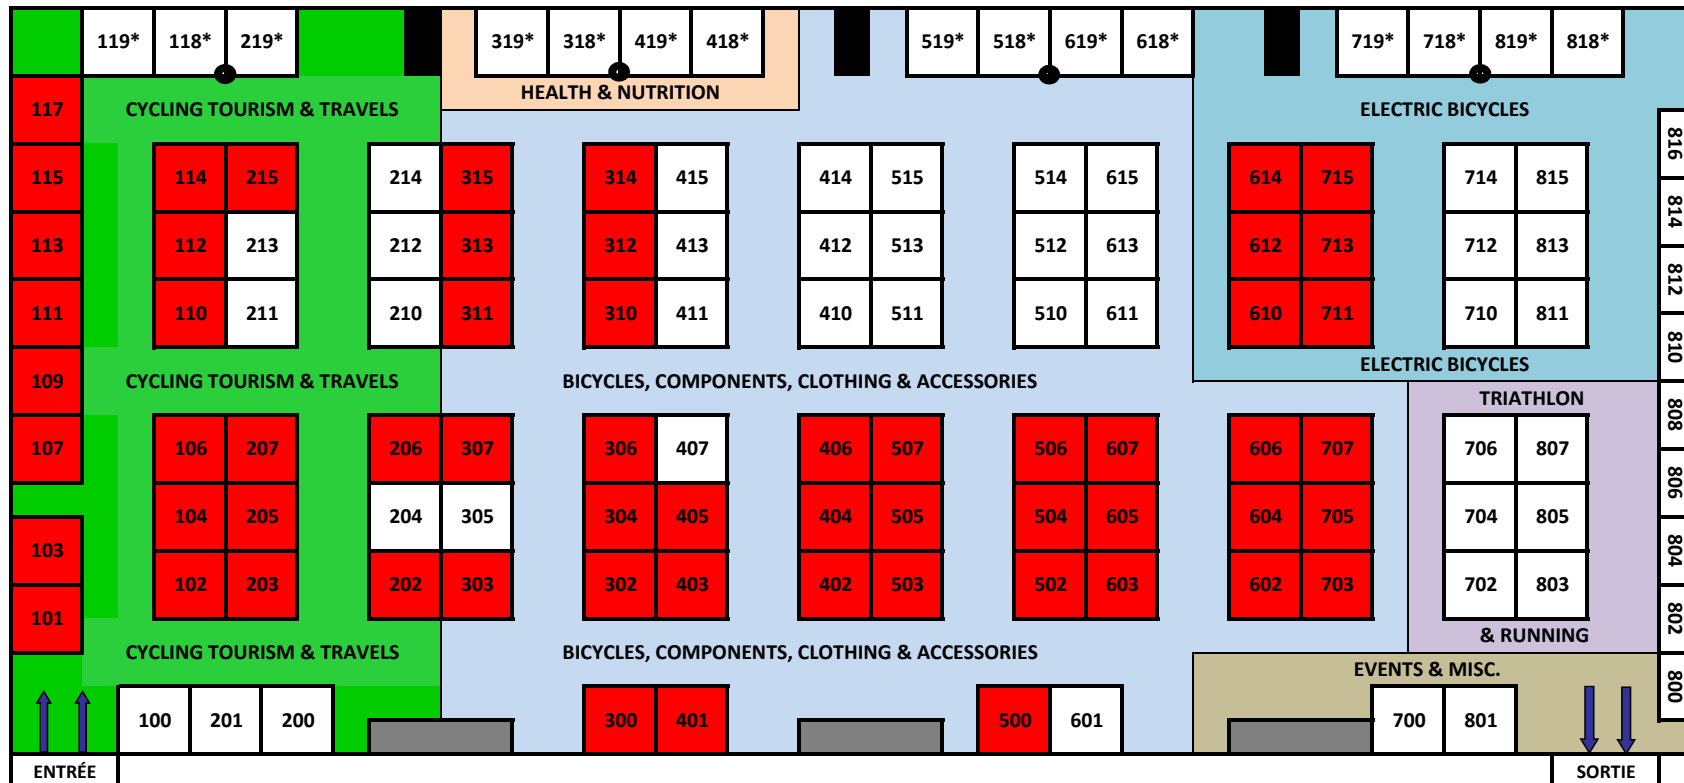 119* 118* 219* 319* 318* 419* 418* 519* 518* 619* 618* 719* 718* 819* 818*
HEALTH & NUTRITION
117 CYCLING TOURISM & TRAVELS ELECTRIC BICYCLES
816
115 114 215 214 315 314 415 414 515 514 615 614 715 714 815
814
113 112 213 212 313 312 413 412 513 512 613 612 713 712 813
812
111 110 211 210 311 310 411 410 511 510 611 610 711 710 811
810
ELECTRIC BICYCLES
109 CYCLING TOURISM & TRAVELS BICYCLES, COMPONENTS, CLOTHING & ACCESSORIES
TRIATHLON
808
107 106 207 206 307 306 407 406 507 506 607 606 707 706 807
806
104 205 204 305 304 405 404 505 504 605 604 705 704 805
103
804
102 203 202 303 302 403 402 503 502 603 602 703 702 803
101
802
& RUNNING
CYCLING TOURISM & TRAVELS BICYCLES, COMPONENTS, CLOTHING & ACCESSORIES
EVENTS & MISC.
800
100 201 200 300 401 500 601 700 801
ENTRÉE SORTIE